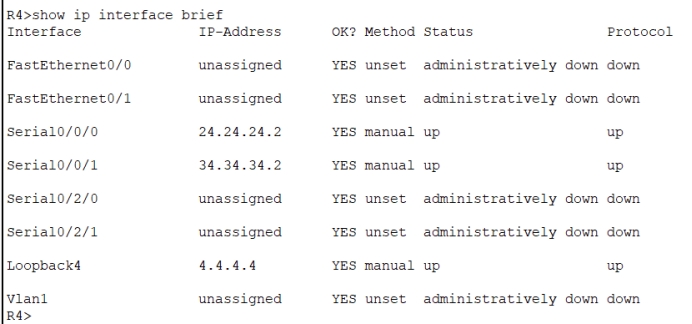 R4>show ip interface brief
Interface IP-Address OK? Method Status Protocol
FastEthernet0/0 unassigned YES unset administratively down down
FastEthernet0/1 unassigned YES unset administratively down down
Serial0/0/0 24.24.24.2 YES manual up up
Serial0/0/1 34.34.34.2 YES manual up up
Serial0/2/0 unassigned YES unset administratively down down
Serial0/2/1 unassigned YES unset administratively down down
Loopback4 4.4.4.4 YES manual up up
Vlan1 unassigned YES unset administratively down down
R4>